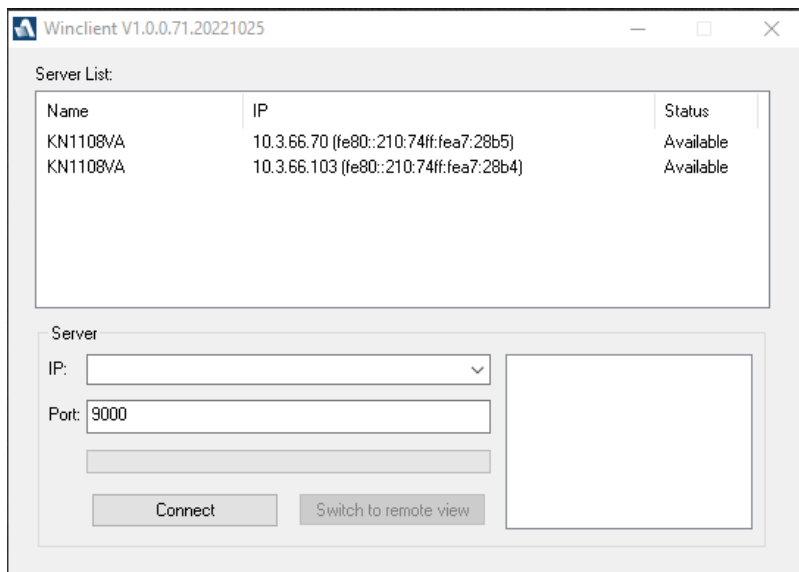 Winclient V1.0.0.71.20221025
Server List:
Name IP Status
KN1108VA 10.3.66.70 (fe80::210:74ff:fea7:28b5) Available
KN1108VA 10.3.66.103 (fe80::210:74ff:fea7:28b4) Available
Server
IP:
Port: 9000
Connect Switch to remote view